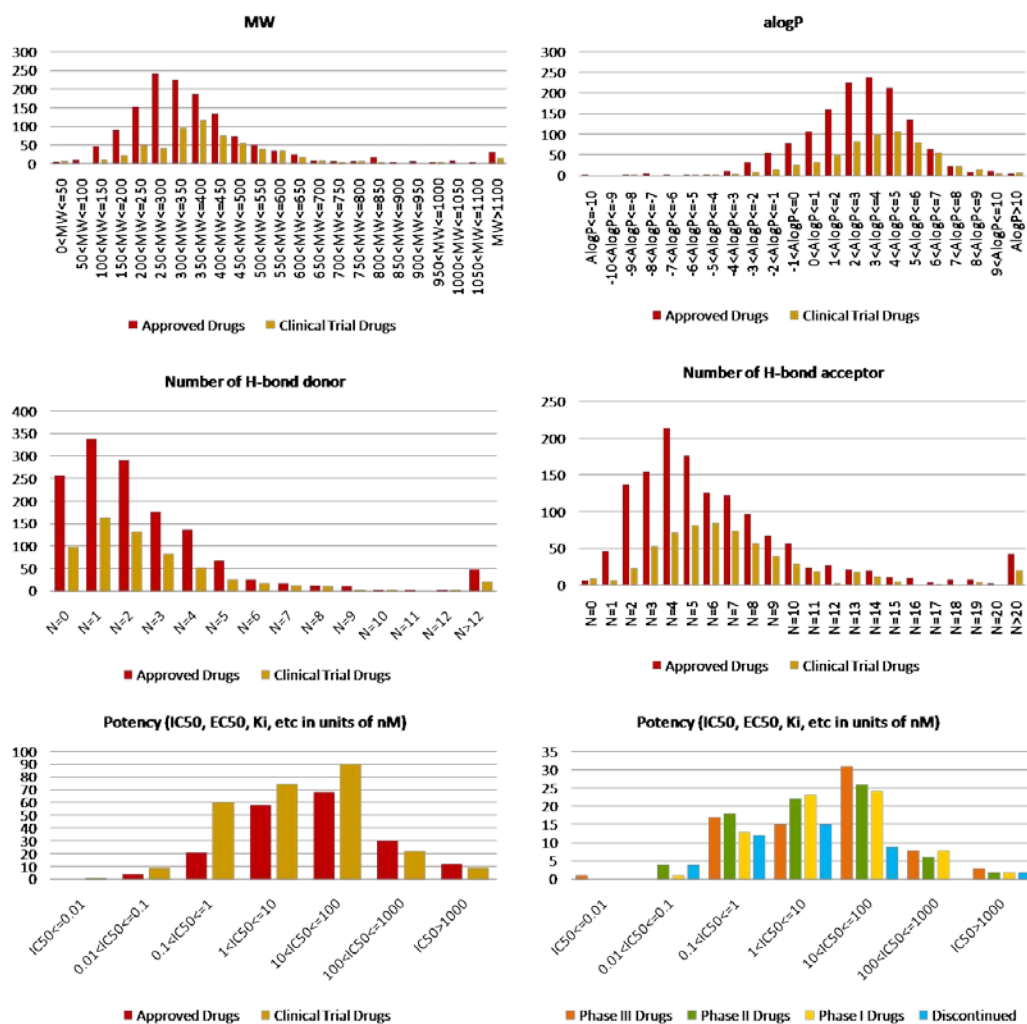 MW
300
250
200
150
100
50
0
0<MW<=50
50<MW<=100
100<MW<=150
150<MW<=200
200<MW<=250
250<MW<=300
300<MW<=350
350<MW<=400
400<MW<=450
450<MW<=500
500<MW<=550
550<MW<=600
600<MW<=650
650<MW<=700
700<MW<=750
750<MW<=800
800<MW<=850
850<MW<=900
900<MW<=950
950<MW<=1000
1000<MW<=1050
1050<MW<=1100
MW>1100
Approved Drugs Clinical Trial Drugs
alogP
300
250
200
150
100
50
0
AlogP<=-10
-10<AlogP<=-9
-9<AlogP<=-8
-8<AlogP<=-7
-7<AlogP<=-6
-6<AlogP<=-5
-5<AlogP<=-4
-4<AlogP<=-3
-3<AlogP<=-2
-2<AlogP<=-1
-1<AlogP<=0
0<AlogP<=1
1<AlogP<=2
2<AlogP<=3
3<AlogP<=4
4<AlogP<=5
5<AlogP<=6
6<AlogP<=7
7<AlogP<=8
8<AlogP<=9
9<AlogP<=10
AlogP>10
Approved Drugs Clinical Trial Drugs
Number of H-bond donor
400
350
300
250
200
150
100
50
0
N=0
N=1
N=2
N=3
N=4
N=5
N=6
N=7
N=8
N=9
N=10
N=11
N=12
N>12
Approved Drugs Clinical Trial Drugs
Number of H-bond acceptor
250
200
150
100
50
0
N=0
N=1
N=2
N=3
N=4
N=5
N=6
N=7
N=8
N=9
N=10
N=11
N=12
N=13
N=14
N=15
N=16
N=17
N=18
N=19
N=20
N>20
Approved Drugs Clinical Trial Drugs
Potency (IC50, EC50, Ki, etc in units of nM)
100
90
80
70
60
50
40
30
20
10
0
IC50<=0.01
0.01<IC50<=0.1
0.1<IC50<=1
1<IC50<=10
10<IC50<=100
100<IC50<=1000
IC50>1000
Approved Drugs Clinical Trial Drugs
Potency (IC50, EC50, Ki, etc in units of nM)
35
30
25
20
15
10
5
0
IC50<=0.01
0.01<IC50<=0.1
0.1<IC50<=1
1<IC50<=10
10<IC50<=100
100<IC50<=1000
IC50>1000
Phase III Drugs Phase II Drugs Phase I Drugs Discontinued